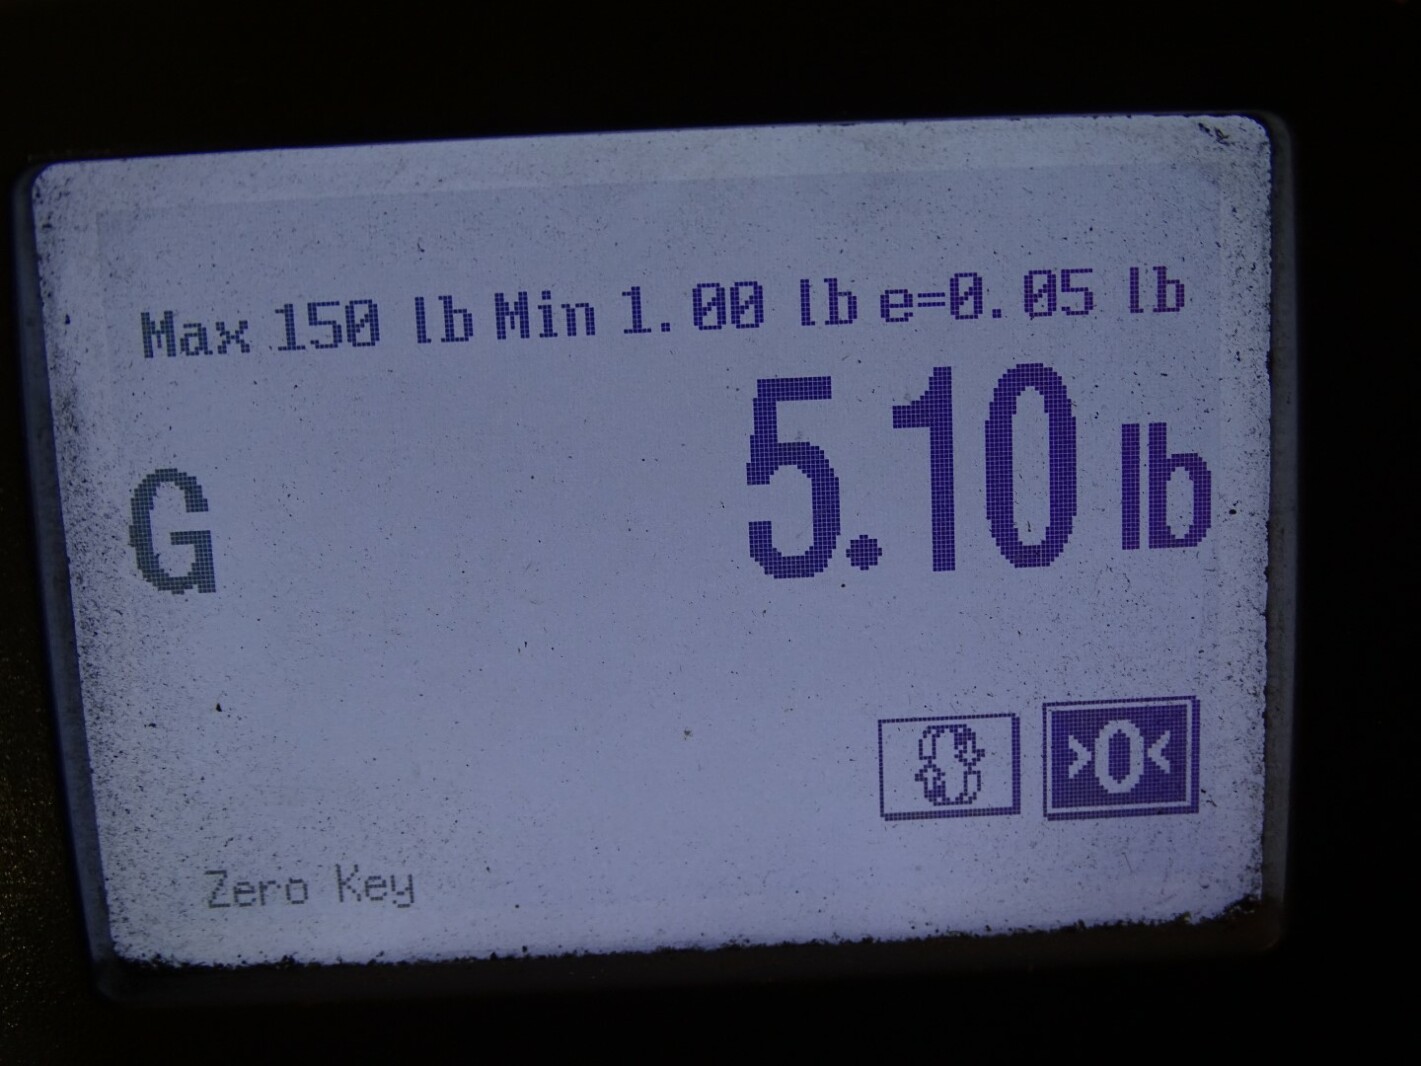 Max 150 lb Min 1.00 lb e=0.05 lb
G 5.10 lb
>0<
Zero Key